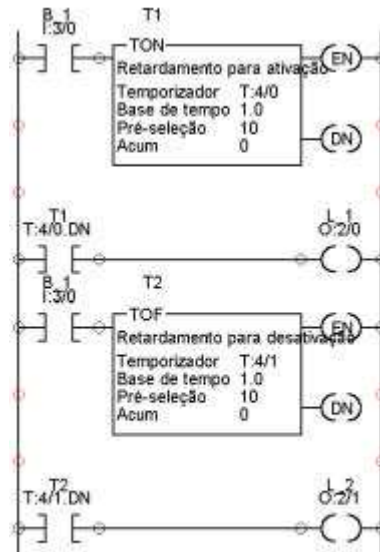 B_1 T1
I:3/0
TON
EN
Retardamento para ativação
Temporizador T:4/0
Base de tempo 1.0
Pré-seleção 10
DN
Acum 0
T1 L_1
T:4/0.DN O:2/0
B_1 T2
I:3/0
TOF
EN
Retardamento para desativação
Temporizador T:4/1
Base de tempo 1.0
Pré-seleção 10
DN
Acum 0
T2 L_2
T:4/1.DN O:2/1